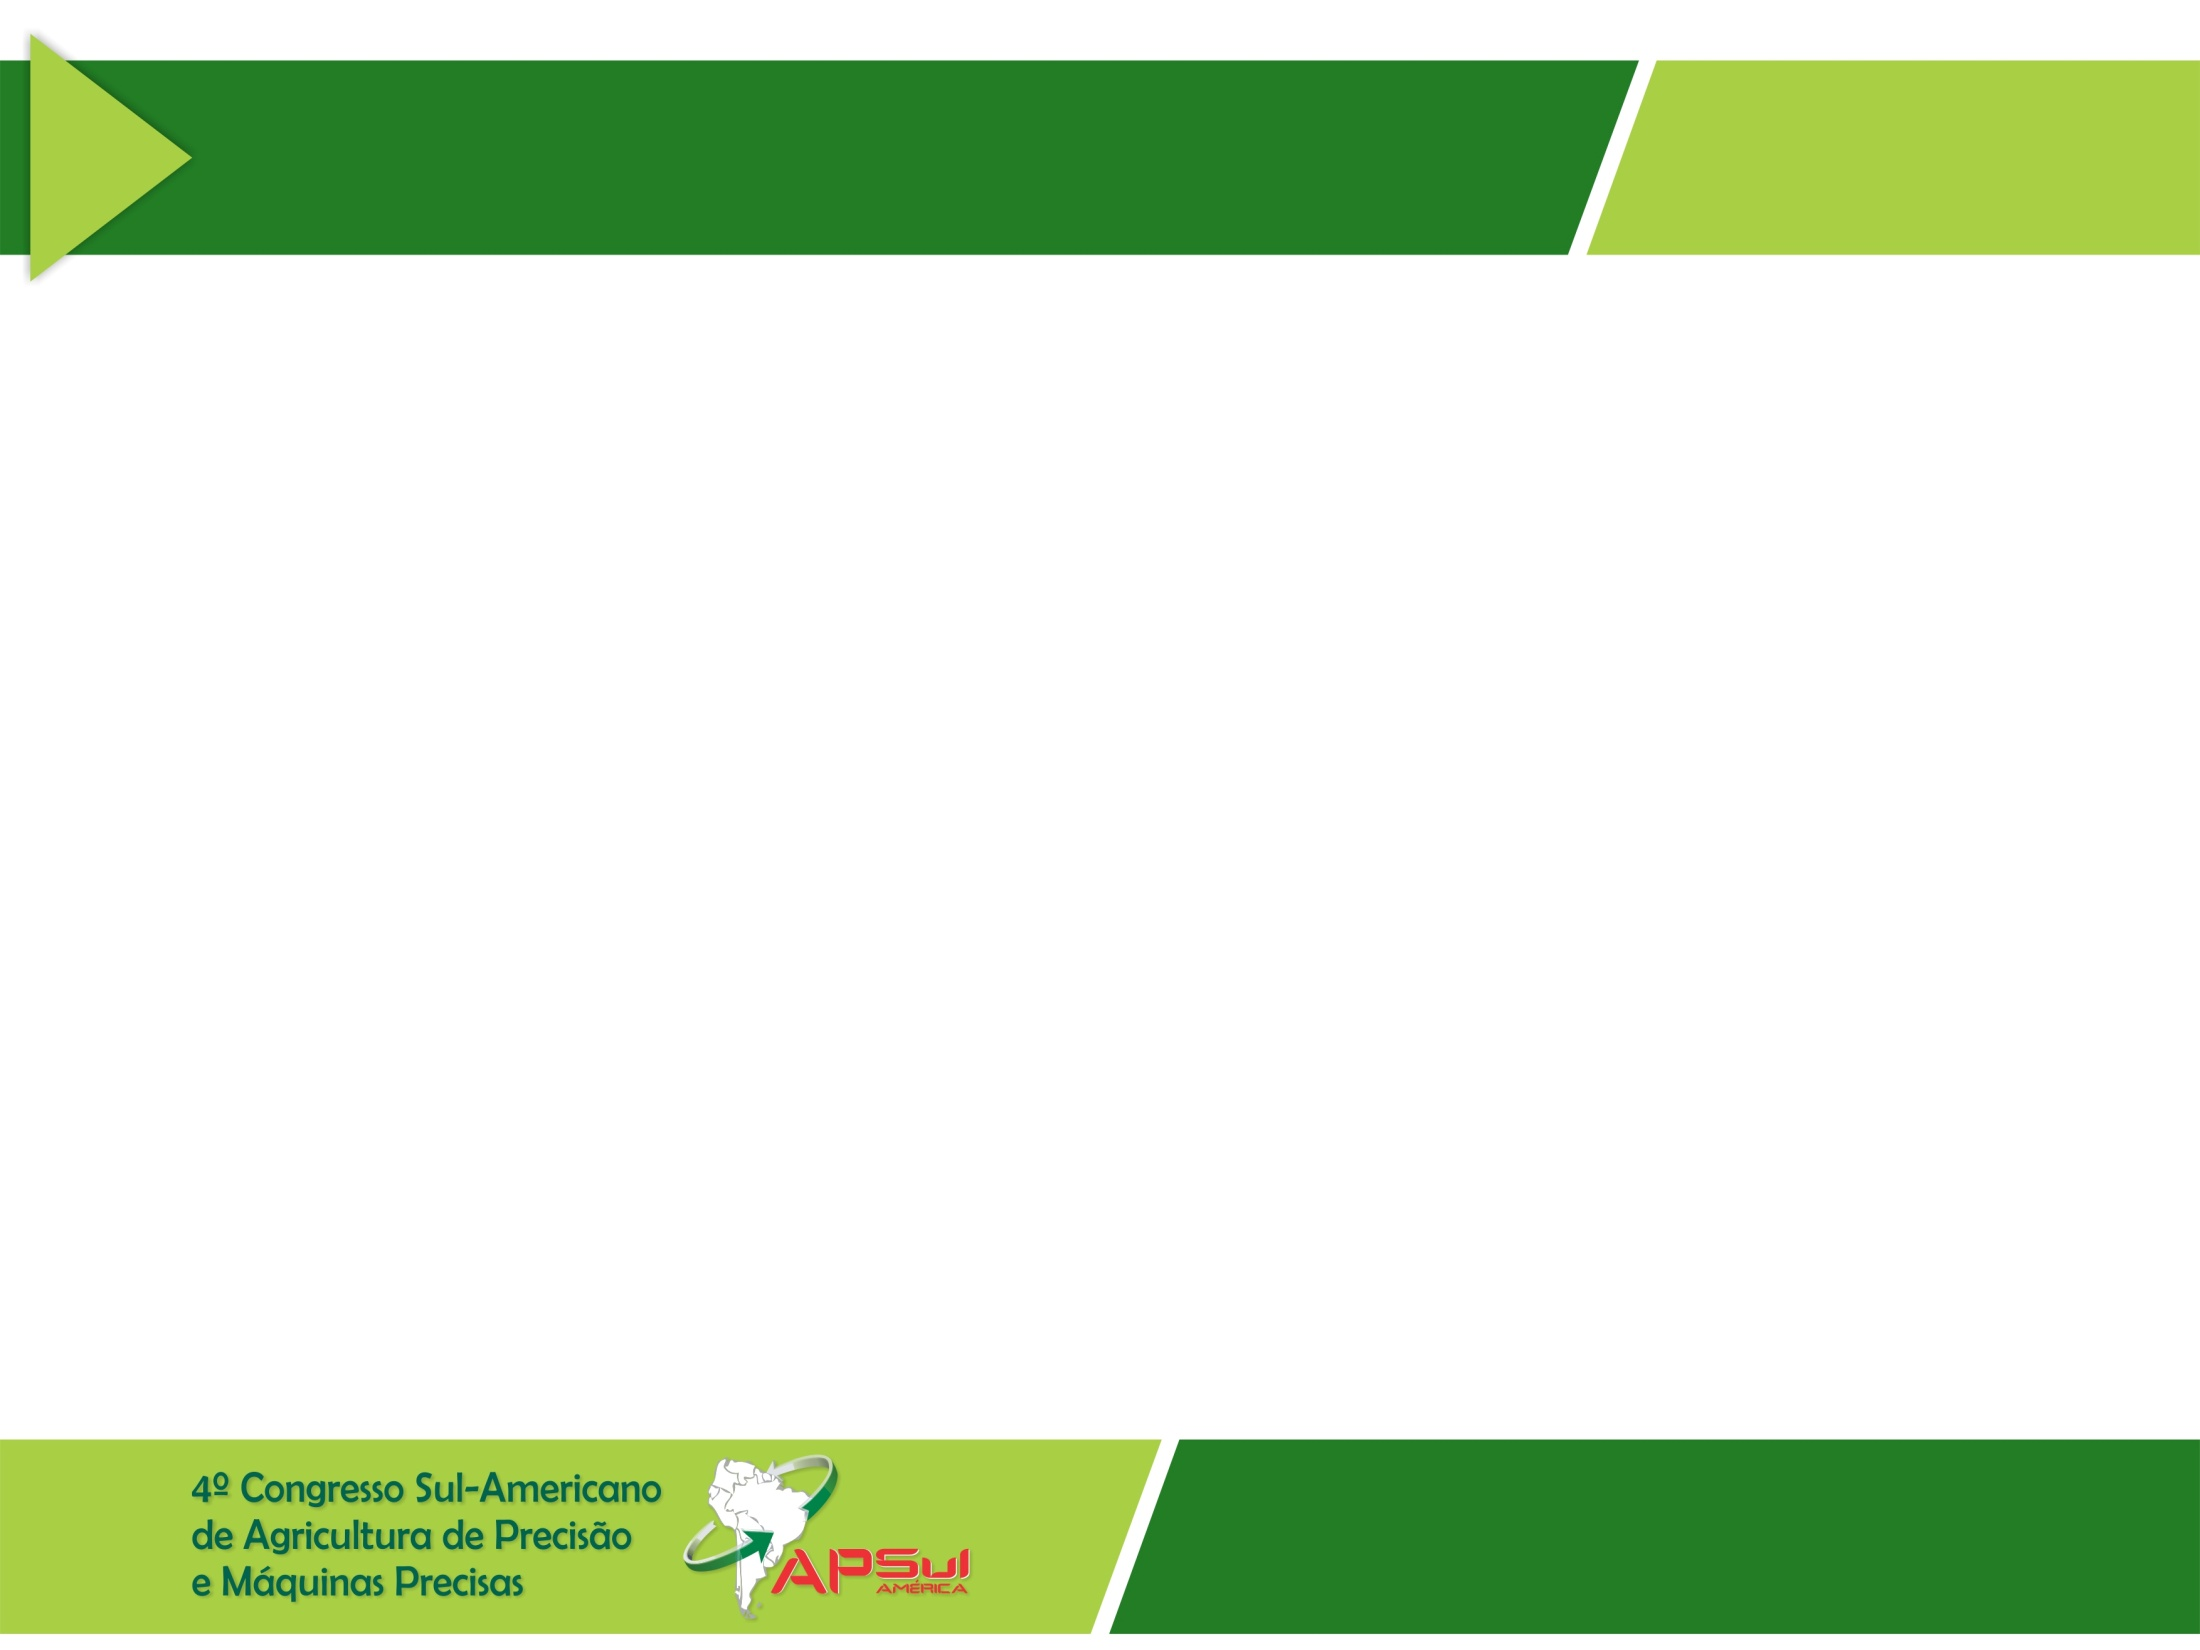 4º Congresso Sul-Americano
de Agricultura de Precisão
e Máquinas Precisas
APSul
AMÉRICA